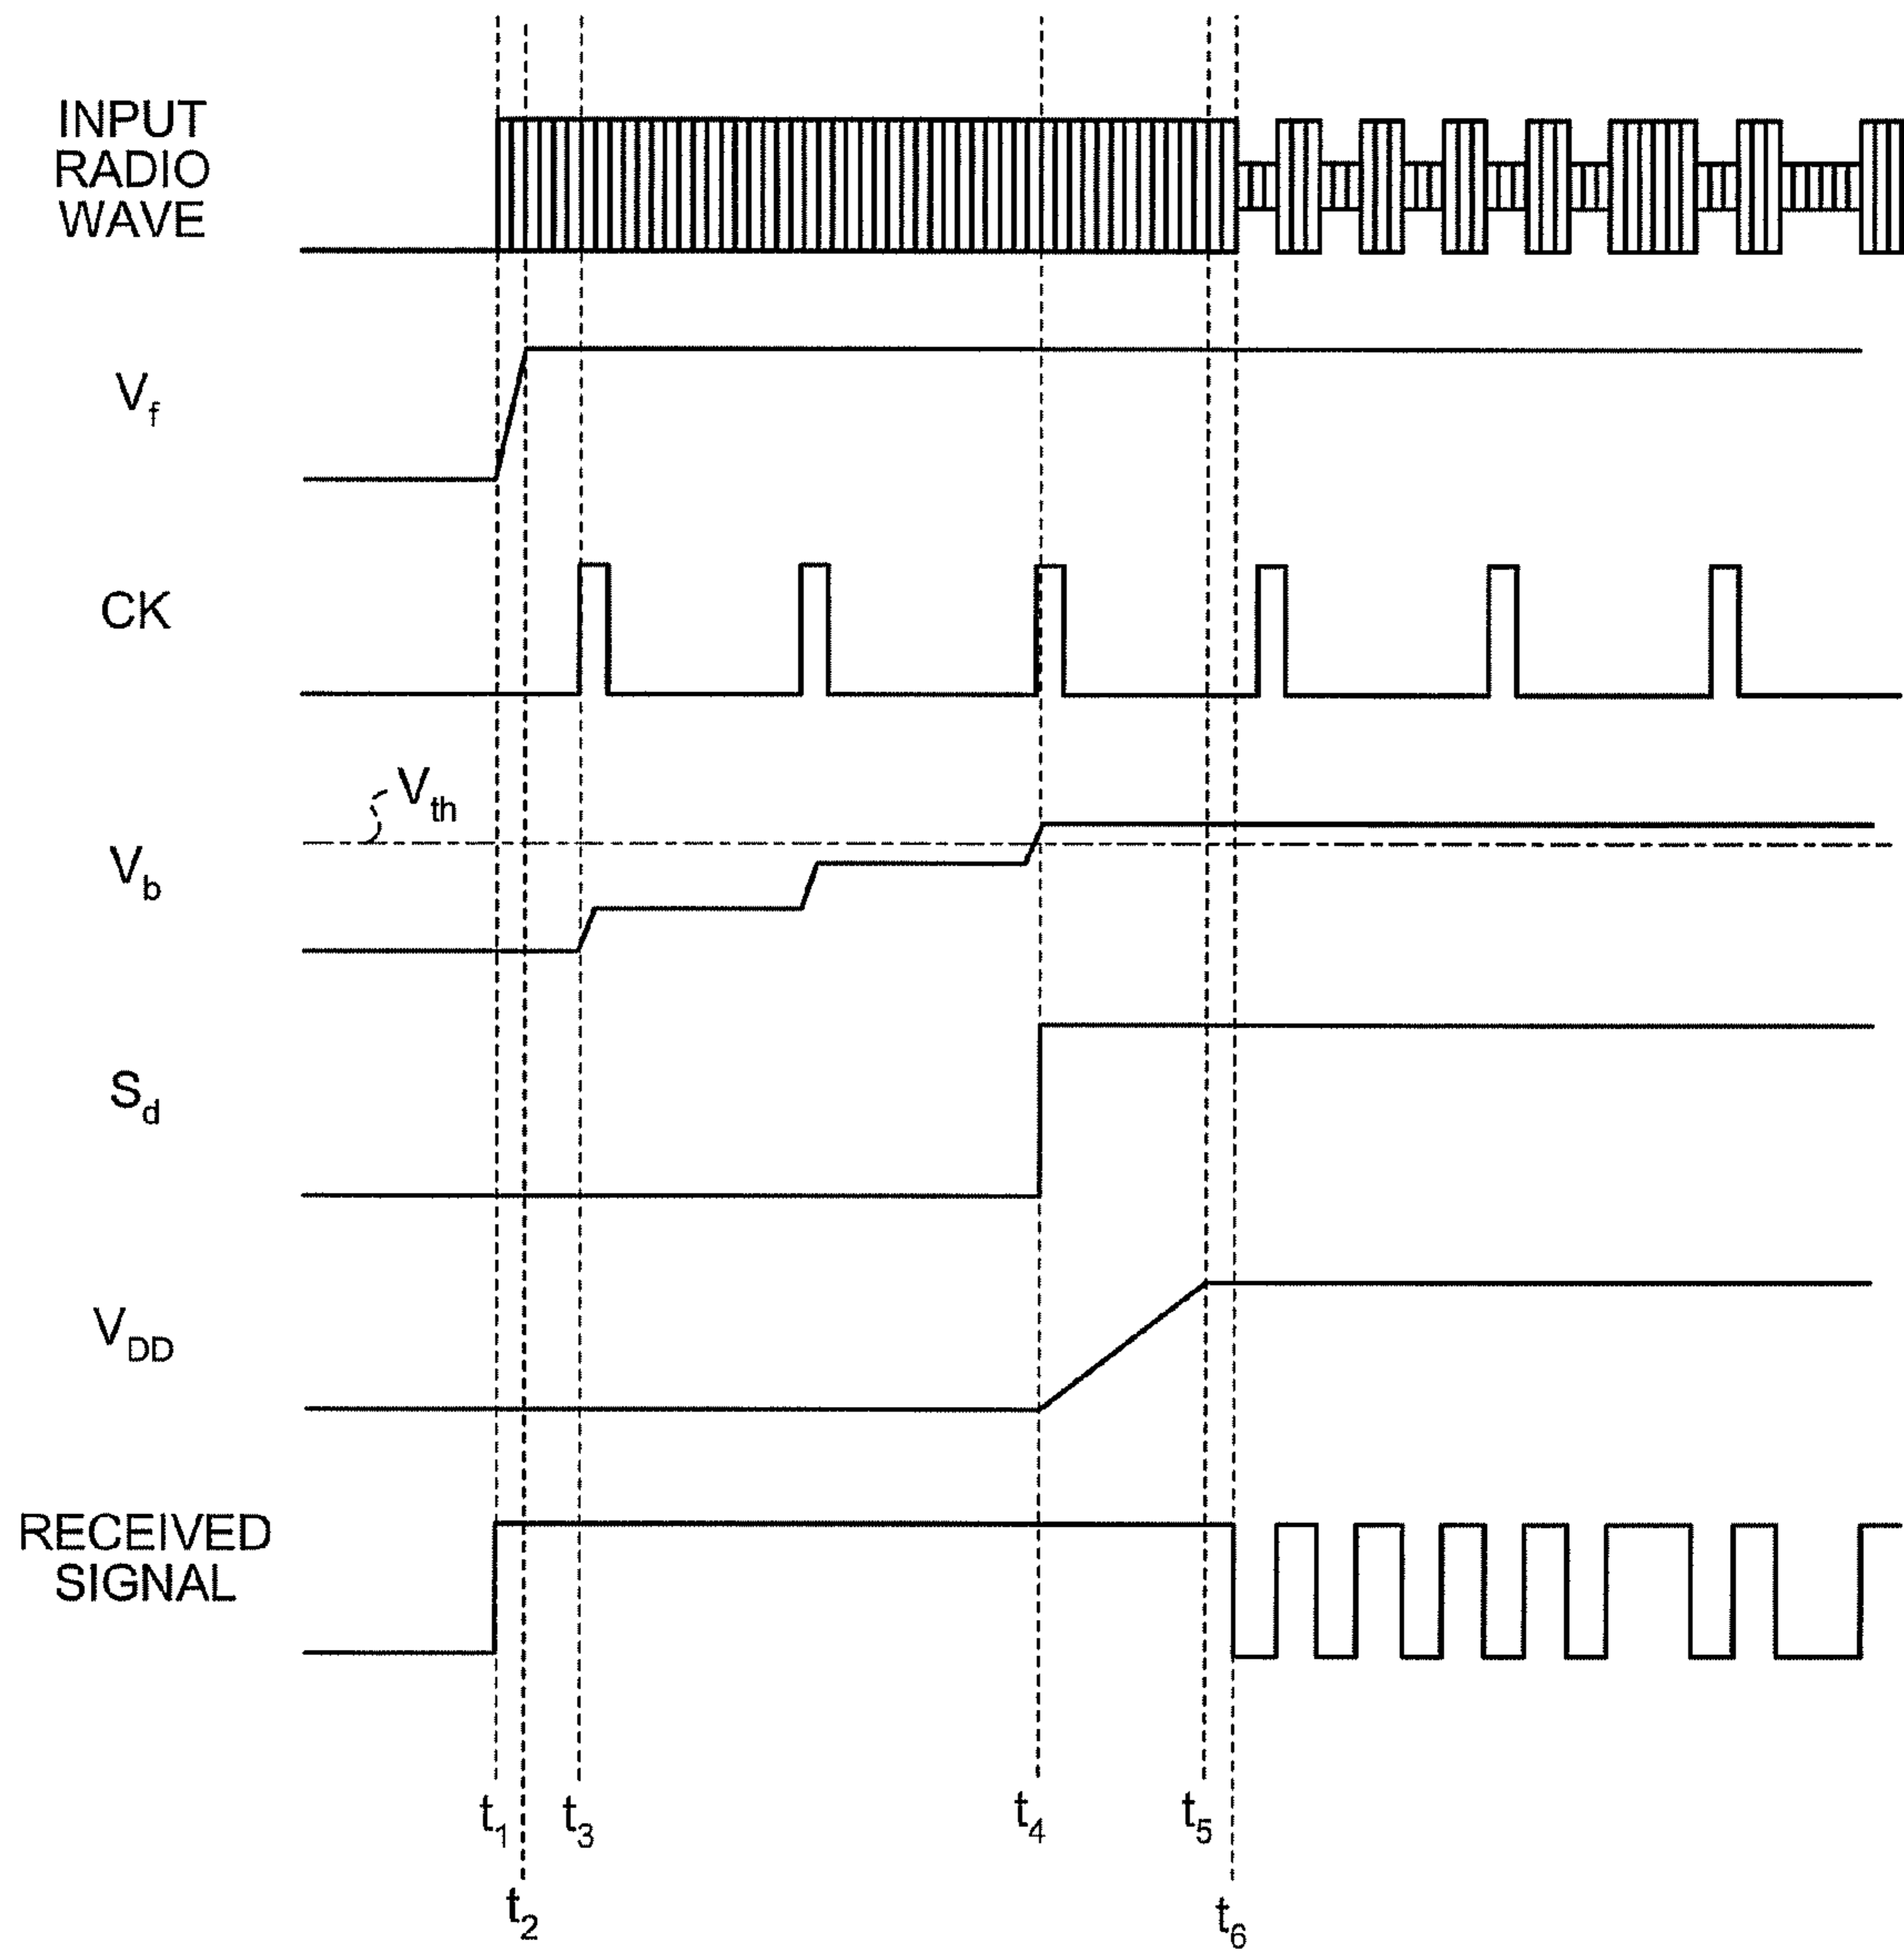 INPUT
RADIO
WAVE
Vf
CK
Vth
Vb
Sd
VDD
RECEIVED
SIGNAL
t1 t3 t4 t5
t2 t6